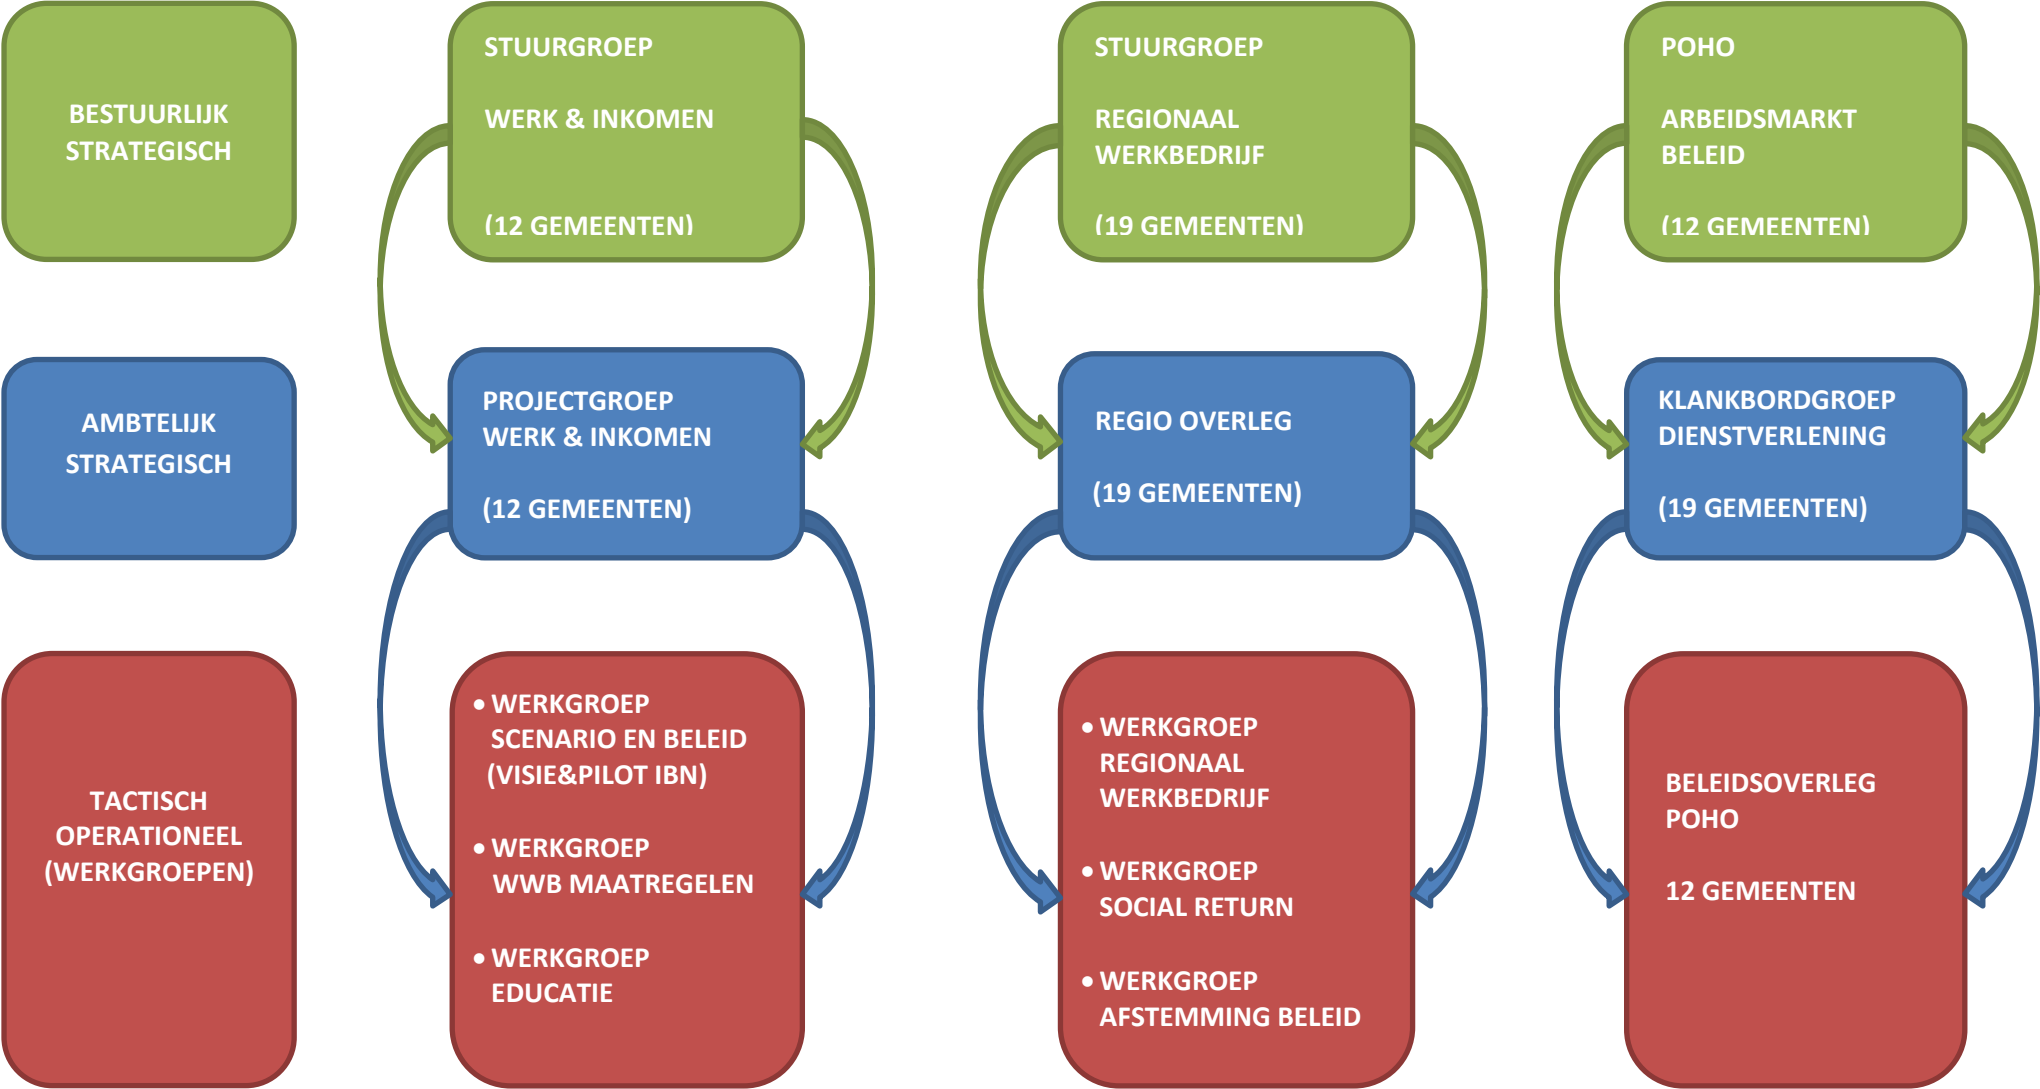 BESTUURLIJK
STRATEGISCH
STUURGROEP
WERK & INKOMEN
(12 GEMEENTEN)
STUURGROEP
REGIONAAL
WERKBEDRIJF
(19 GEMEENTEN)
POHO
ARBEIDSMARKT
BELEID
(12 GEMEENTEN)
AMBTELIJK
STRATEGISCH
PROJECTGROEP
WERK & INKOMEN
(12 GEMEENTEN)
REGIO OVERLEG
(19 GEMEENTEN)
KLANKBORDGROEP
DIENSTVERLENING
(19 GEMEENTEN)
TACTISCH
OPERATIONEEL
(WERKGROEPEN)
• WERKGROEP
SCENARIO EN BELEID
(VISIE&PILOT IBN)
• WERKGROEP
WWB MAATREGELEN
• WERKGROEP
EDUCATIE
• WERKGROEP
REGIONAAL
WERKBEDRIJF
• WERKGROEP
SOCIAL RETURN
• WERKGROEP
AFSTEMMING BELEID
BELEIDSOVERLEG
POHO
12 GEMEENTEN